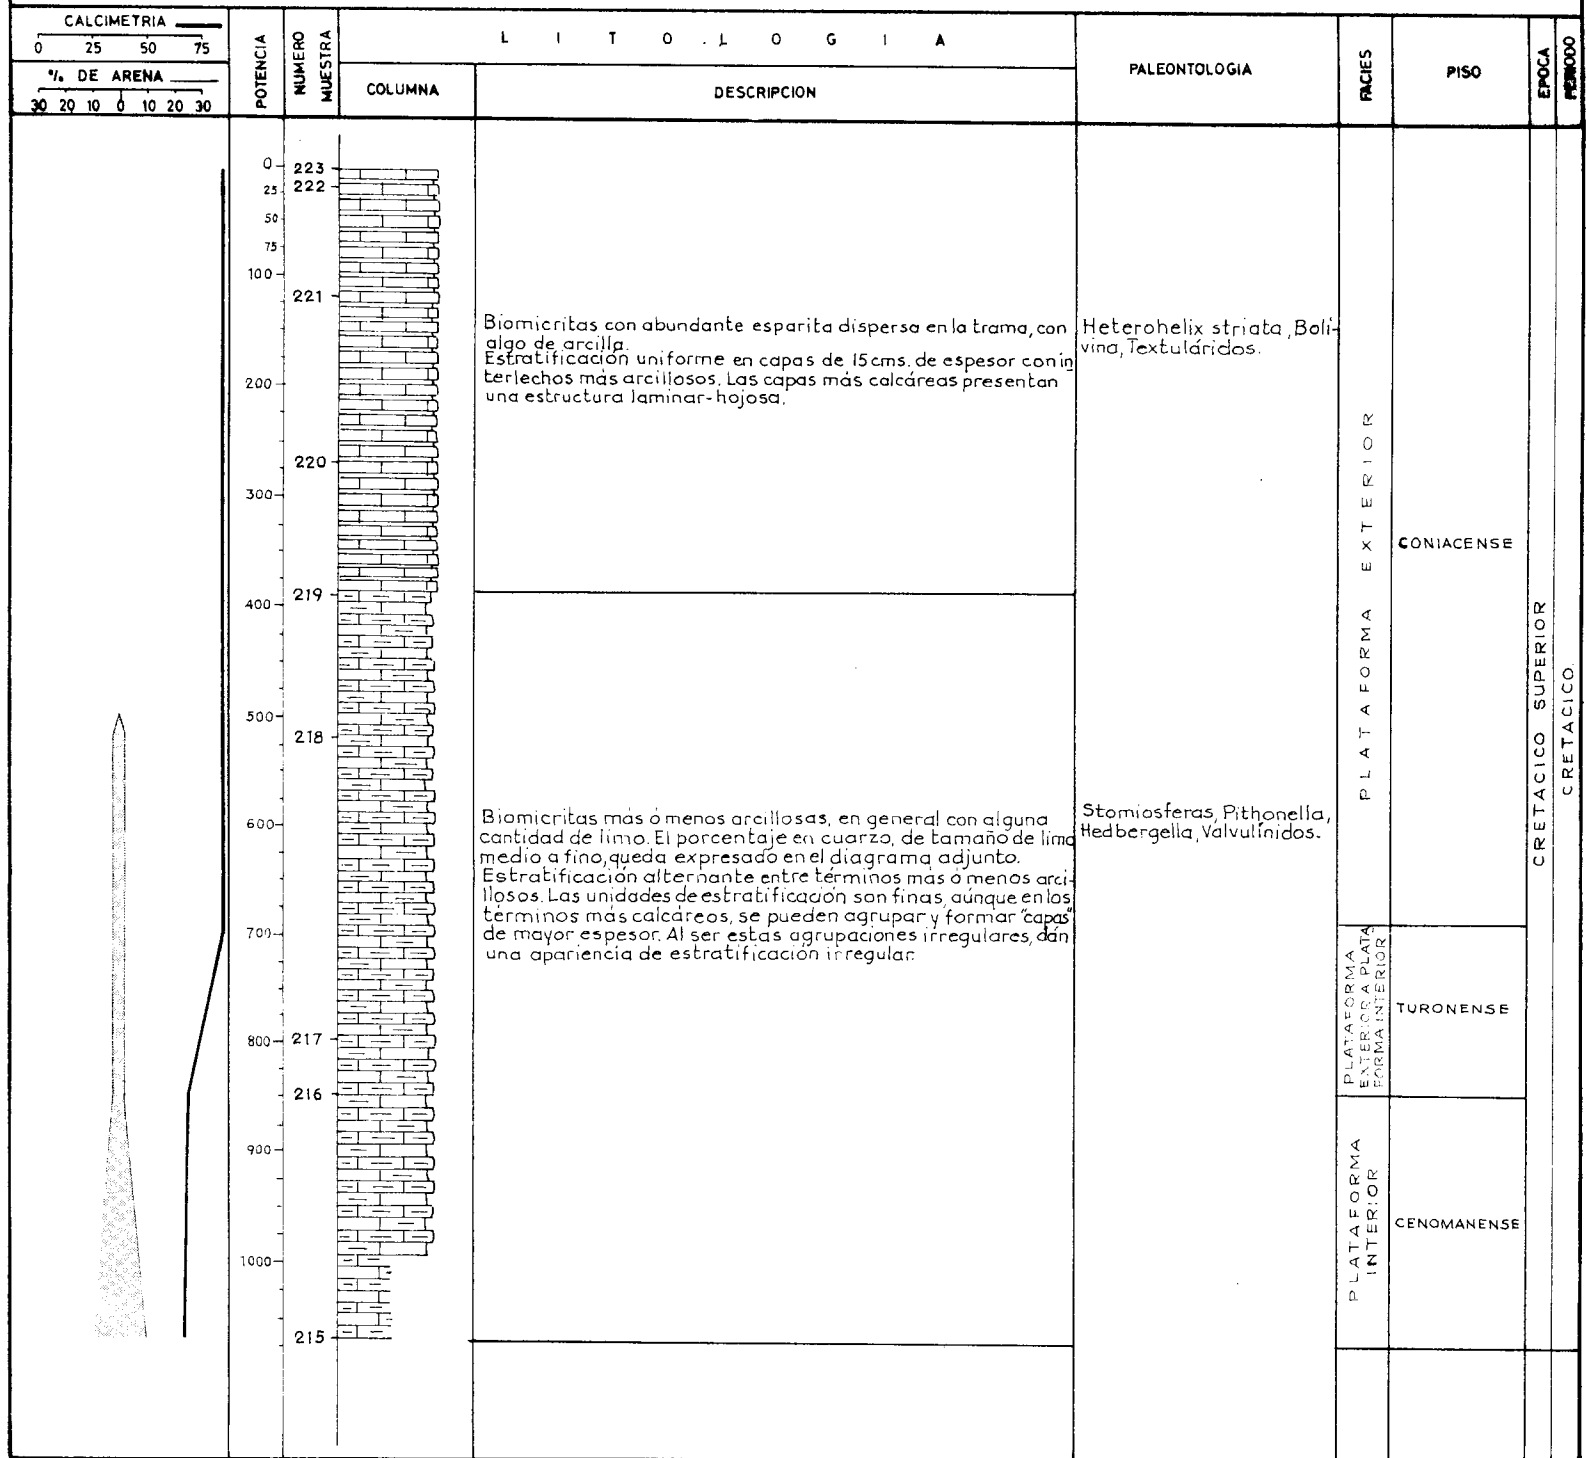 CALCIMETRIA
0 25 50 75
% DE ARENA
30 20 10 0 10 20 30
POTENCIA
NUMERO
MUESTRA
L I T O . L O G I A
COLUMNA
DESCRIPCION
PALEONTOLOGIA
FACIES
PISO
EPOCA
PERIODO
0
25
50
75
100
200
300
400
500
600
700
800
900
1000
223
222
221
220
219
218
217
216
215
Biomicritas con abundante esparita dispersa en la trama, con
algo de arcilla.
Estratificación uniforme en capas de 15 cms. de espesor con in
terlechos más arcillosos. Las capas más calcáreas presentan
una estructura laminar-hojosa.
Biomicritas más ó menos arcillosas, en general con alguna
cantidad de limo. El porcentaje en cuarzo, de tamaño de limo
medio a fino, queda expresado en el diagrama adjunto.
Estratificación alternante entre términos más ó menos arci-
llosos. Las unidades de estratificación son finas, aúnque en los
términos más calcáreos, se pueden agrupar y formar "capas"
de mayor espesor. Al ser estas agrupaciones irregulares, dán
una apariencia de estratificación irregular.
Heterohelix striata, Boli-
vina, Textuláridos.
Stomiosferas, Pithonella,
Hedbergella, Valvulínidos.
PLATAFORMA EXTERIOR
PLATAFORMA
EXTERIOR A PLATA
FORMA INTERIOR
PLATAFORMA
INTERIOR
CONIACENSE
TURONENSE
CENOMANENSE
CRETACICO SUPERIOR
CRETACICO.